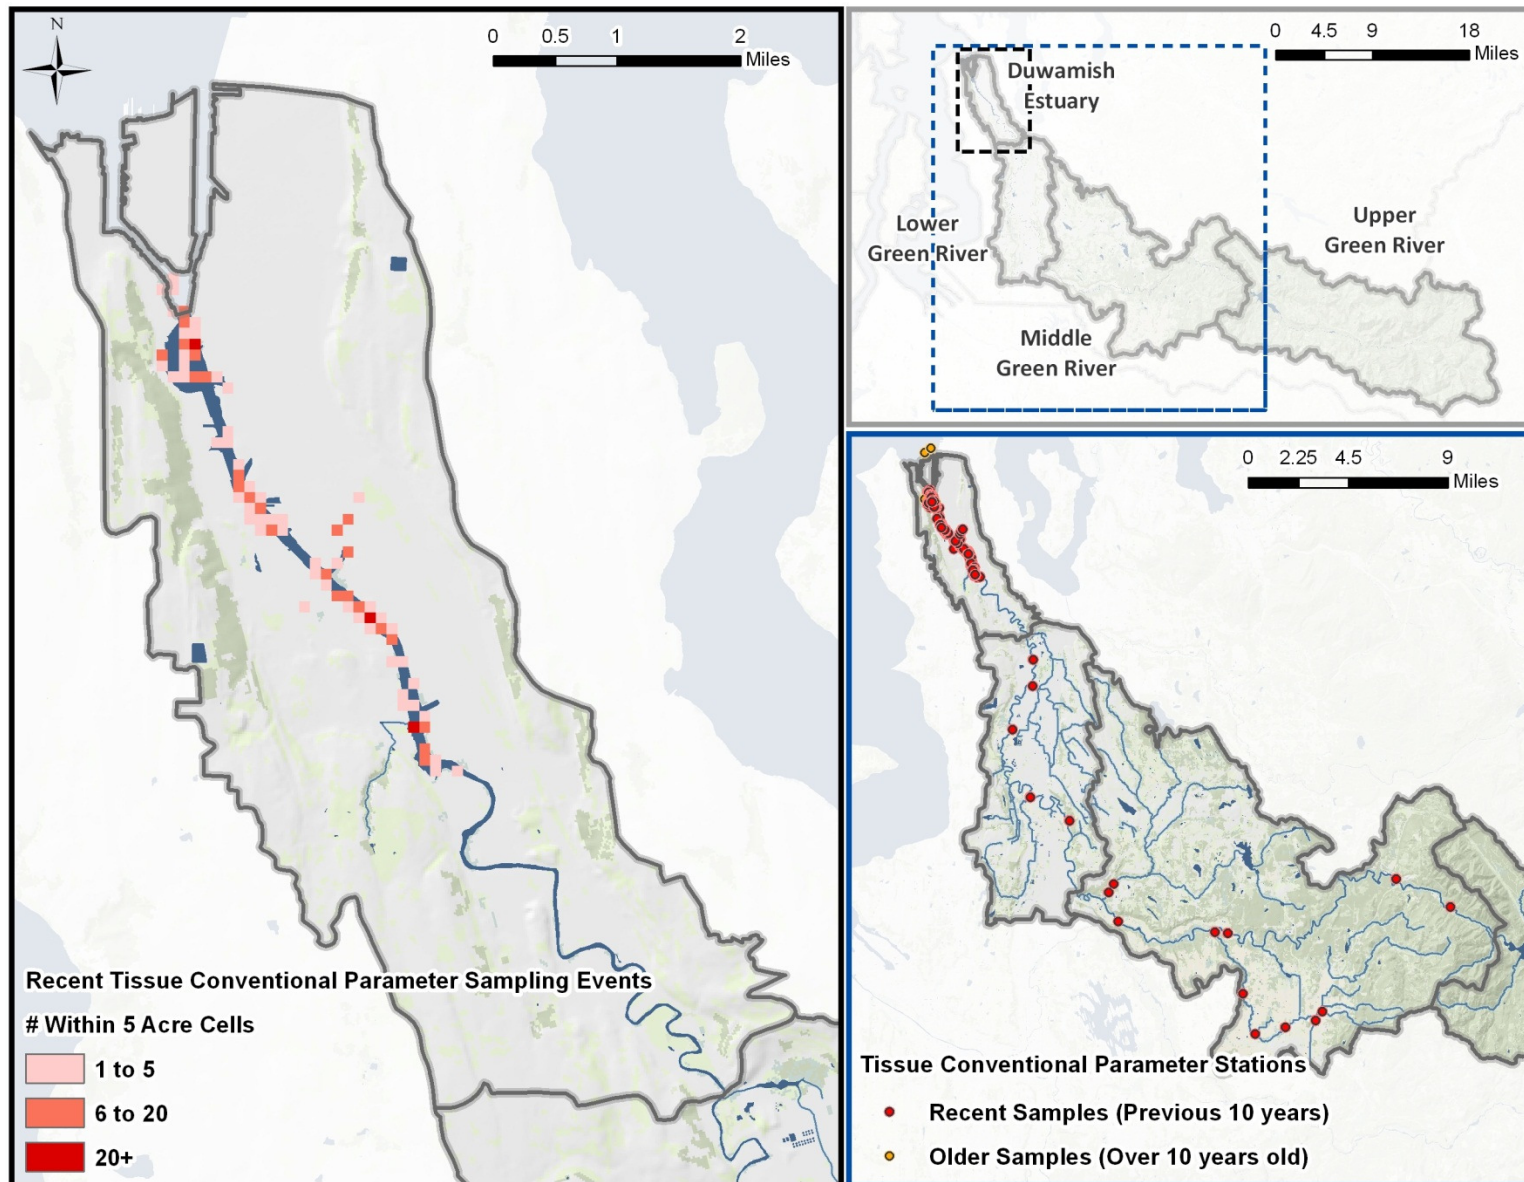 N
0 0.5 1 2
Miles
Recent Tissue Conventional Parameter Sampling Events
# Within 5 Acre Cells
1 to 5
6 to 20
20+
0 4.5 9 18
Miles
Duwamish
Estuary
Lower
Green River
Upper
Green River
Middle
Green River
0 2.25 4.5 9
Miles
Tissue Conventional Parameter Stations
Recent Samples (Previous 10 years)
Older Samples (Over 10 years old)